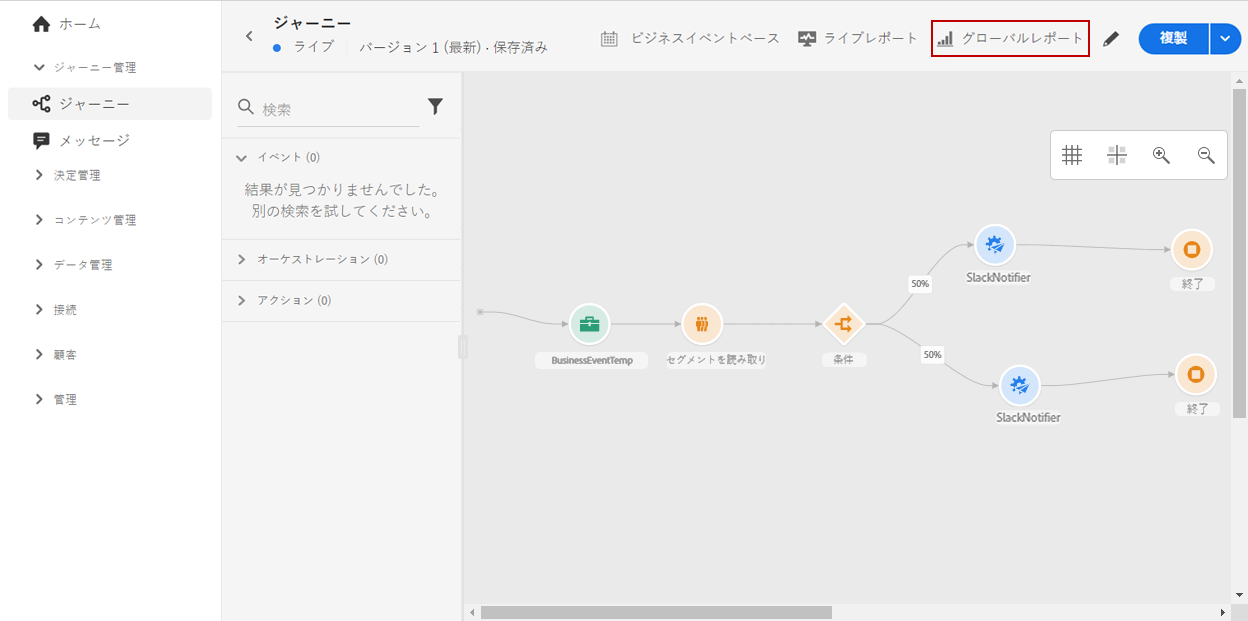 ホーム
ジャーニー管理
ジャーニー
メッセージ
決定管理
コンテンツ管理
データ管理
接続
顧客
管理
ジャーニー
ライブ バージョン 1 (最新) · 保存済み
ビジネスイベントベース
ライブレポート
グローバルレポート
複製
検索
イベント (0)
結果が見つかりませんでした。
別の検索を試してください。
オーケストレーション (0)
アクション (0)
BusinessEventTemp
セグメントを読み取り
条件
50%
SlackNotifier
終了
50%
SlackNotifier
終了